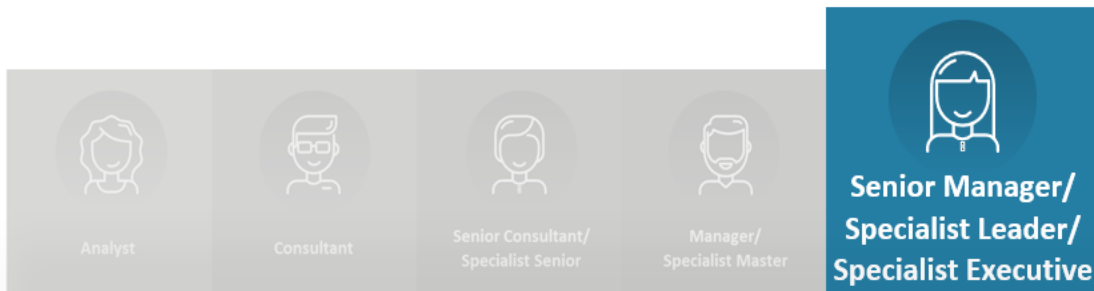 Analyst
Consultant
Senior Consultant/
Specialist Senior
Manager/
Specialist Master
Senior Manager/
Specialist Leader/
Specialist Executive